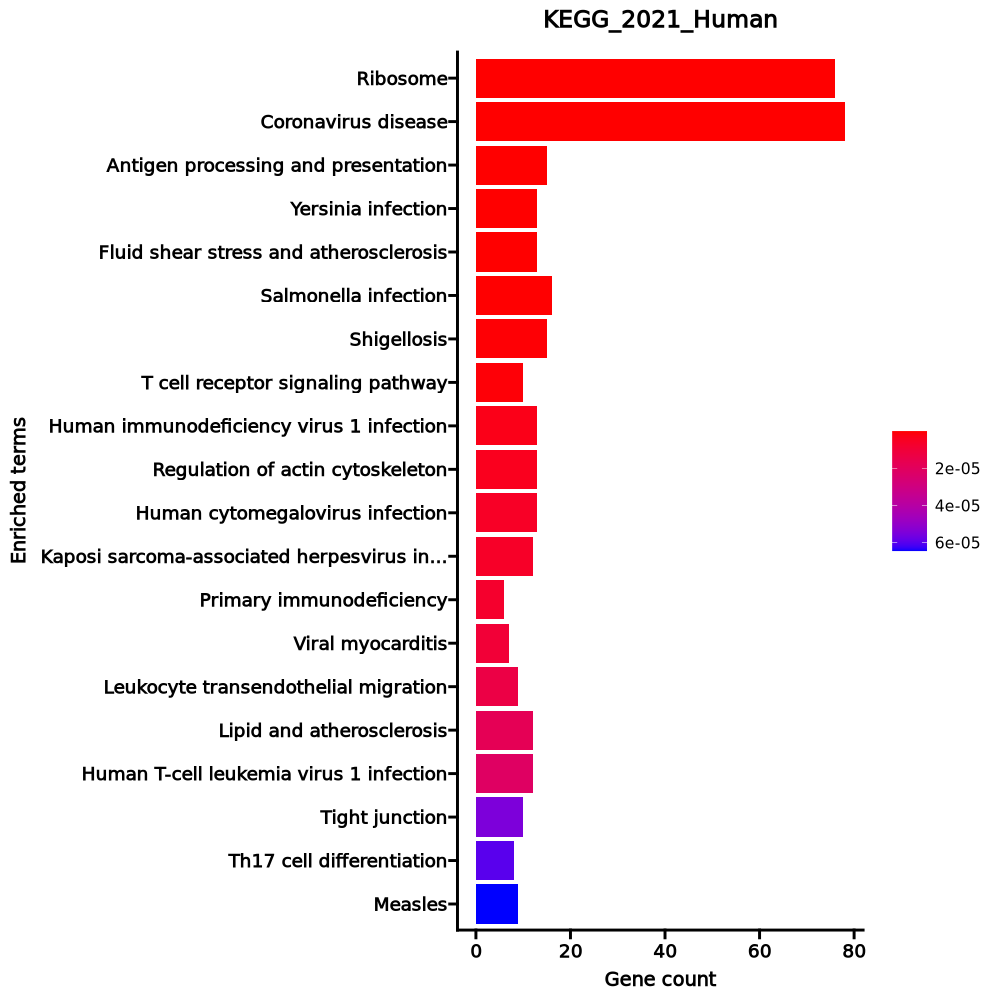 KEGG_2021_Human
Ribosome
Coronavirus disease
Antigen processing and presentation
Yersinia infection
Fluid shear stress and atherosclerosis
Salmonella infection
Shigellosis
T cell receptor signaling pathway
Human immunodeficiency virus 1 infection
Regulation of actin cytoskeleton
Human cytomegalovirus infection
Kaposi sarcoma-associated herpesvirus in...
Primary immunodeficiency
Viral myocarditis
Leukocyte transendothelial migration
Lipid and atherosclerosis
Human T-cell leukemia virus 1 infection
Tight junction
Th17 cell differentiation
Measles
Enriched terms
0 20 40 60 80
Gene count
2e-05
4e-05
6e-05